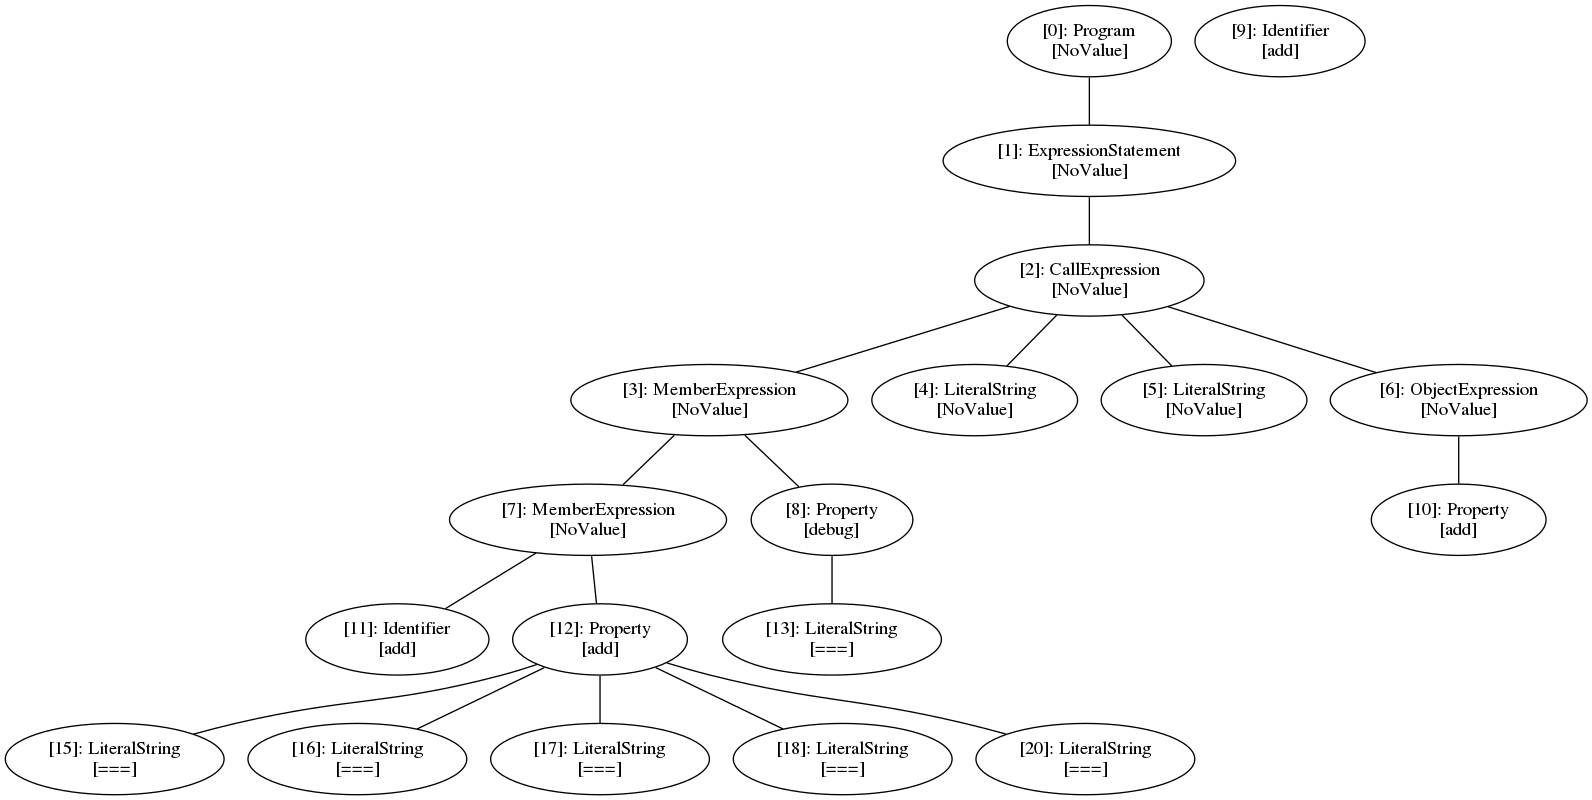 [0]: Program
[NoValue]
[9]: Identifier
[add]
[1]: ExpressionStatement
[NoValue]
[2]: CallExpression
[NoValue]
[3]: MemberExpression
[NoValue]
[4]: LiteralString
[NoValue]
[5]: LiteralString
[NoValue]
[6]: ObjectExpression
[NoValue]
[7]: MemberExpression
[NoValue]
[8]: Property
[debug]
[10]: Property
[add]
[11]: Identifier
[add]
[12]: Property
[add]
[13]: LiteralString
[===]
[15]: LiteralString
[===]
[16]: LiteralString
[===]
[17]: LiteralString
[===]
[18]: LiteralString
[===]
[20]: LiteralString
[===]